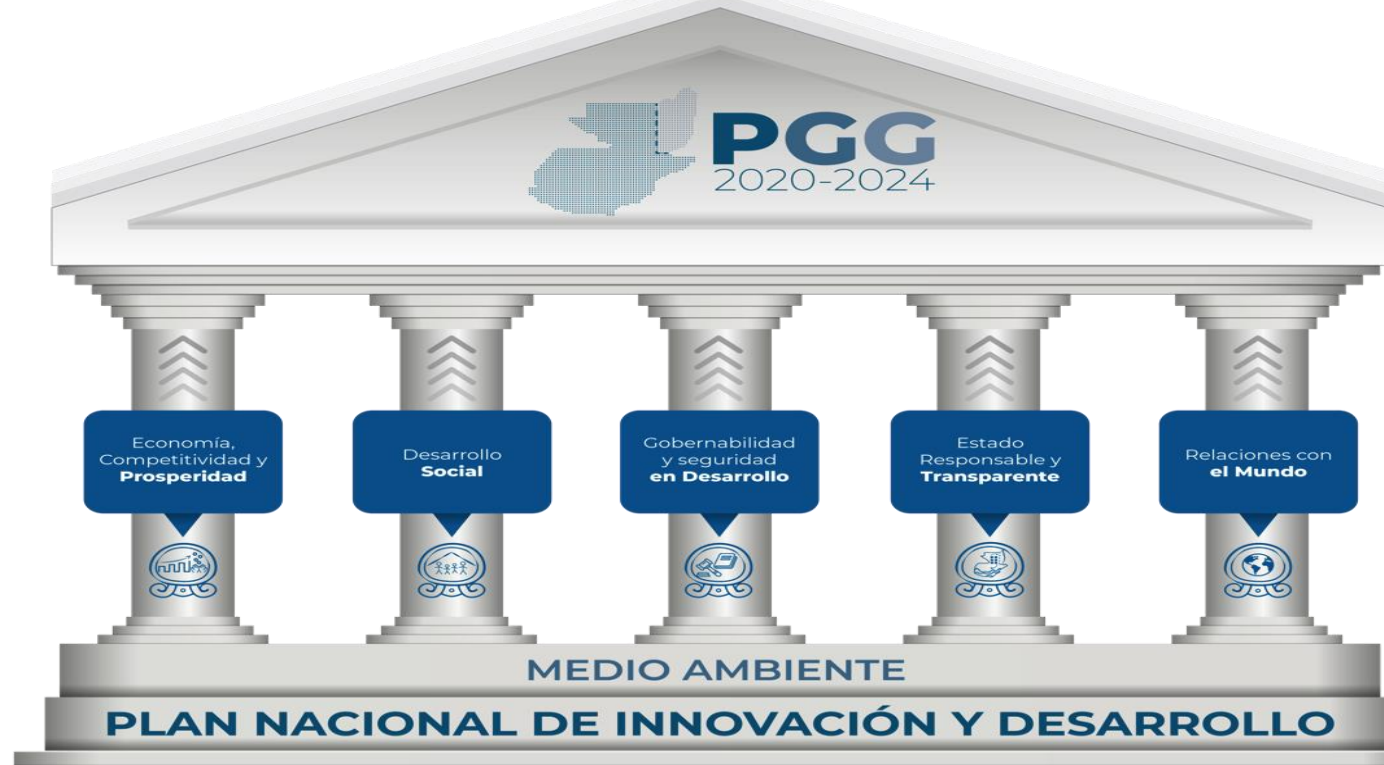 PGG
2020-2024
Economía,
Competitividad y
Prosperidad
Desarrollo
Social
Gobernabilidad
y seguridad
en Desarrollo
Estado
Responsable y
Transparente
Relaciones con
el Mundo
MEDIO AMBIENTE
PLAN NACIONAL DE INNOVACIÓN Y DESARROLLO